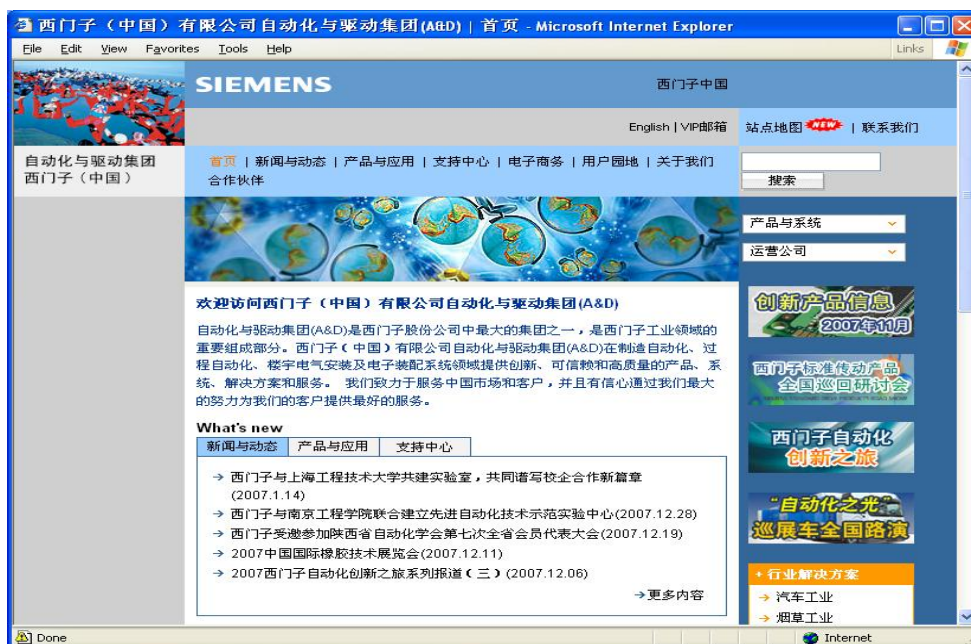 西门子（中国）有限公司自动化与驱动集团(A&D) | 首页 - Microsoft Internet Explorer
File Edit View Favorites Tools Help Links
SIEMENS 西门子中国
English | VIP邮箱 站点地图 NEW | 联系我们
自动化与驱动集团
西门子（中国）
首页 | 新闻与动态 | 产品与应用 | 支持中心 | 电子商务 | 用户园地 | 关于我们
合作伙伴
搜索
产品与系统
运营公司
欢迎访问西门子（中国）有限公司自动化与驱动集团(A&D)
自动化与驱动集团(A&D)是西门子股份公司中最大的集团之一，是西门子工业领域的
重要组成部分。西门子（中国）有限公司自动化与驱动集团(A&D)在制造自动化、过
程自动化、楼宇电气安装及电子装配系统领域提供创新、可信赖和高质量的产品、系
统、解决方案和服务。 我们致力于服务中国市场和客户，并且有信心通过我们最大
的努力为我们的客户提供最好的服务。
What's new
新闻与动态 产品与应用 支持中心
→ 西门子与上海工程技术大学共建实验室，共同谱写校企合作新篇章
(2007.1.14)
→ 西门子与南京工程学院联合建立先进自动化技术示范实验中心(2007.12.28)
→ 西门子受邀参加陕西省自动化学会第七次全省会员代表大会(2007.12.19)
→ 2007中国国际橡胶技术展览会(2007.12.11)
→ 2007西门子自动化创新之旅系列报道（三）(2007.12.06)
→更多内容
创新产品信息
2007年11月
西门子标准传动产品
全国巡回研讨会
西门子自动化
创新之旅
"自动化之光"
巡展车全国路演
+ 行业解决方案
→ 汽车工业
→ 烟草工业
Done Internet